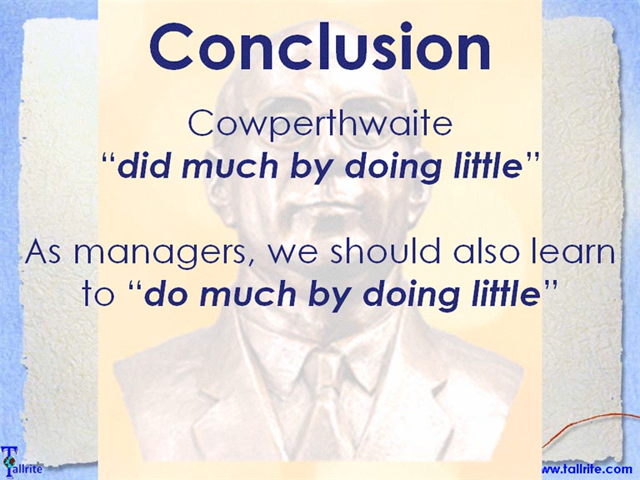 Conclusion
Cowperthwaite
“did much by doing little”
As managers, we should also learn
to “do much by doing little”
Tallrite
www.tallrite.com